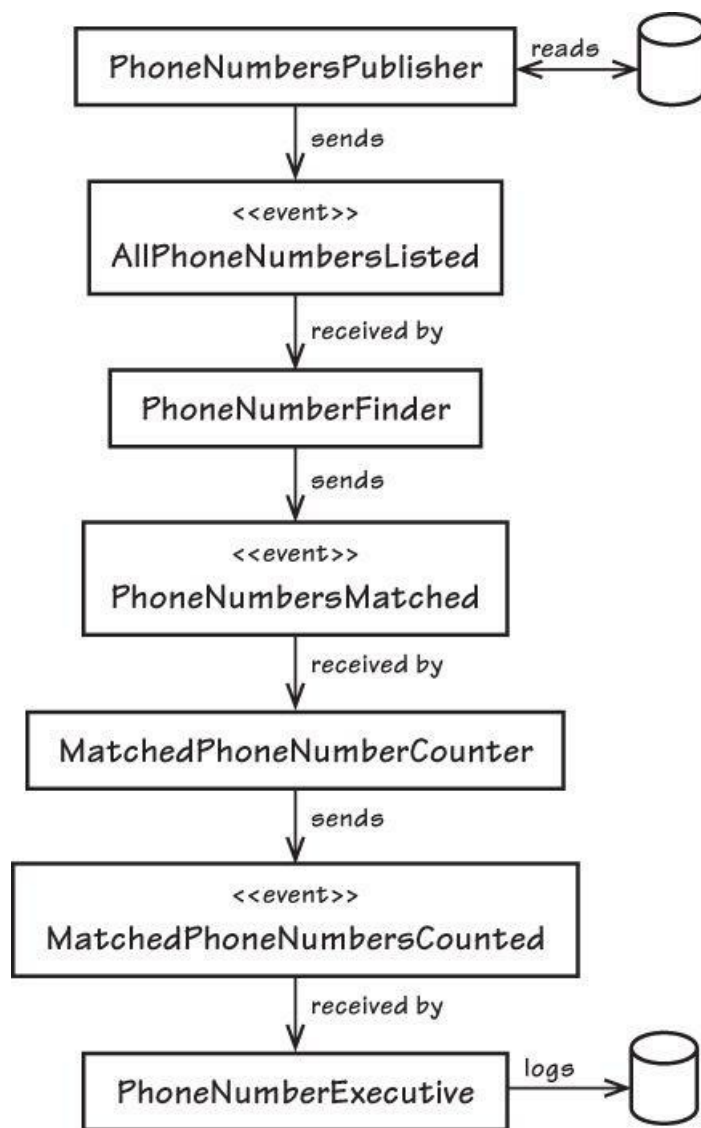 PhoneNumbersPublisher
reads
sends
<<event>>
AllPhoneNumbersListed
received by
PhoneNumberFinder
sends
<<event>>
PhoneNumbersMatched
received by
MatchedPhoneNumberCounter
sends
<<event>>
MatchedPhoneNumbersCounted
received by
PhoneNumberExecutive
logs